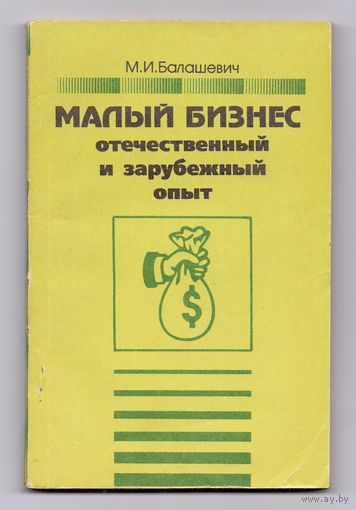 М.И.Балашевич
МАЛЫЙ БИЗНЕС
отечественный
и зарубежный
опыт
$
www.ay.by